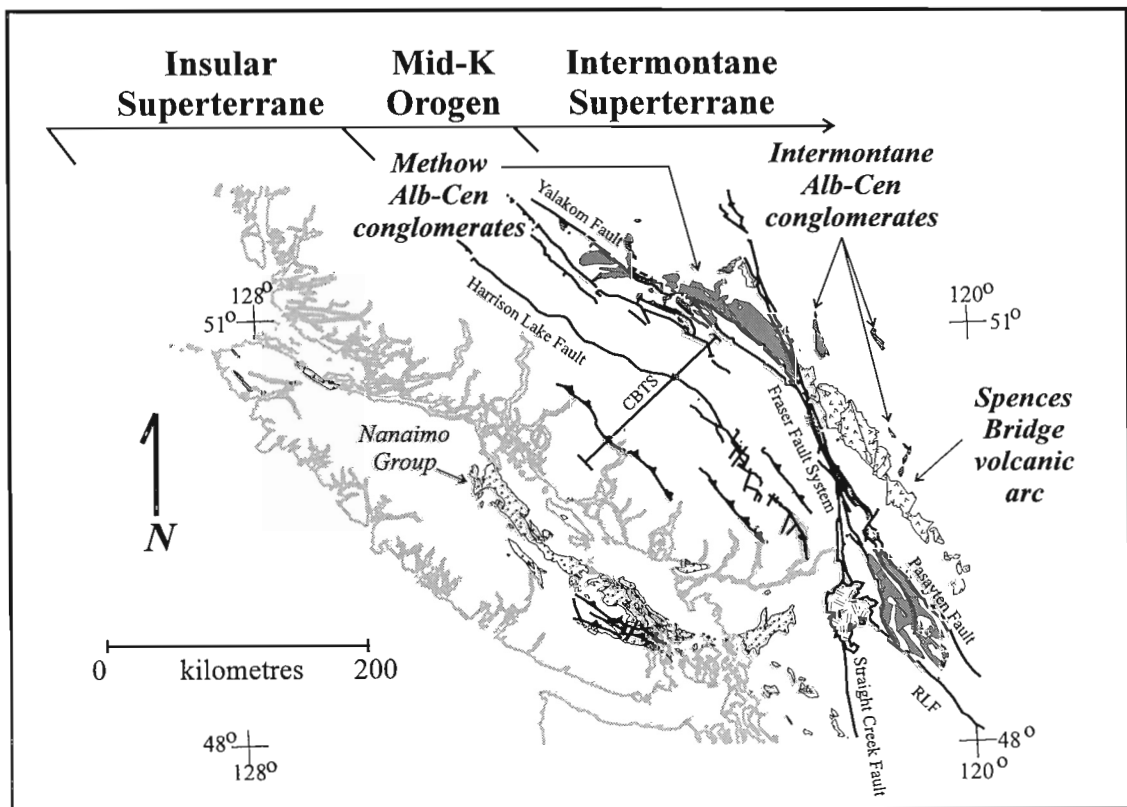 Insular
Superterrane
Mid-K
Orogen
Intermontane
Superterrane
Methow
Alb-Cen
conglomerates
Intermontane
Alb-Cen
conglomerates
Yalakom Fault
Harrison Lake Fault
128°
51°
120°
51°
CBTS
Fraser Fault System
Spences
Bridge
volcanic
arc
Nanaimo
Group
N
Pasayten Fault
0 kilometres 200
Straight Creek Fault
RLF
48°
128°
48°
120°